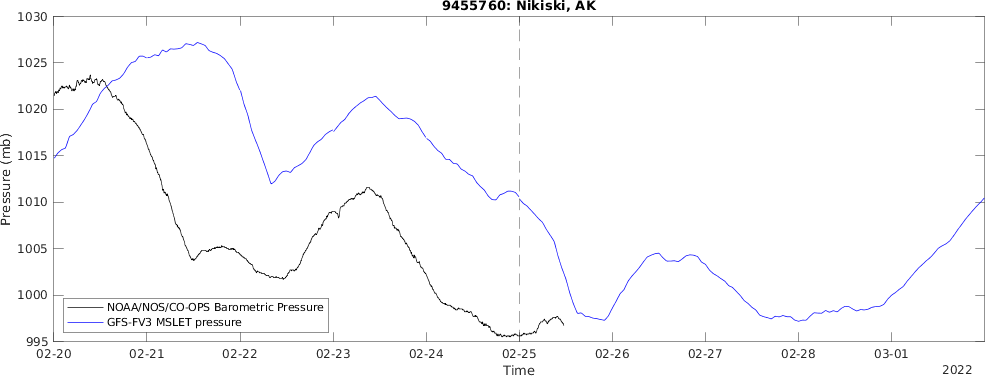 9455760: Nikiski, AK
1030
1025
1020
1015
1010
1005
1000
995
Pressure (mb)
NOAA/NOS/CO-OPS Barometric Pressure
GFS-FV3 MSLET pressure
02-20 02-21 02-22 02-23 02-24 02-25 02-26 02-27 02-28 03-01
Time
2022